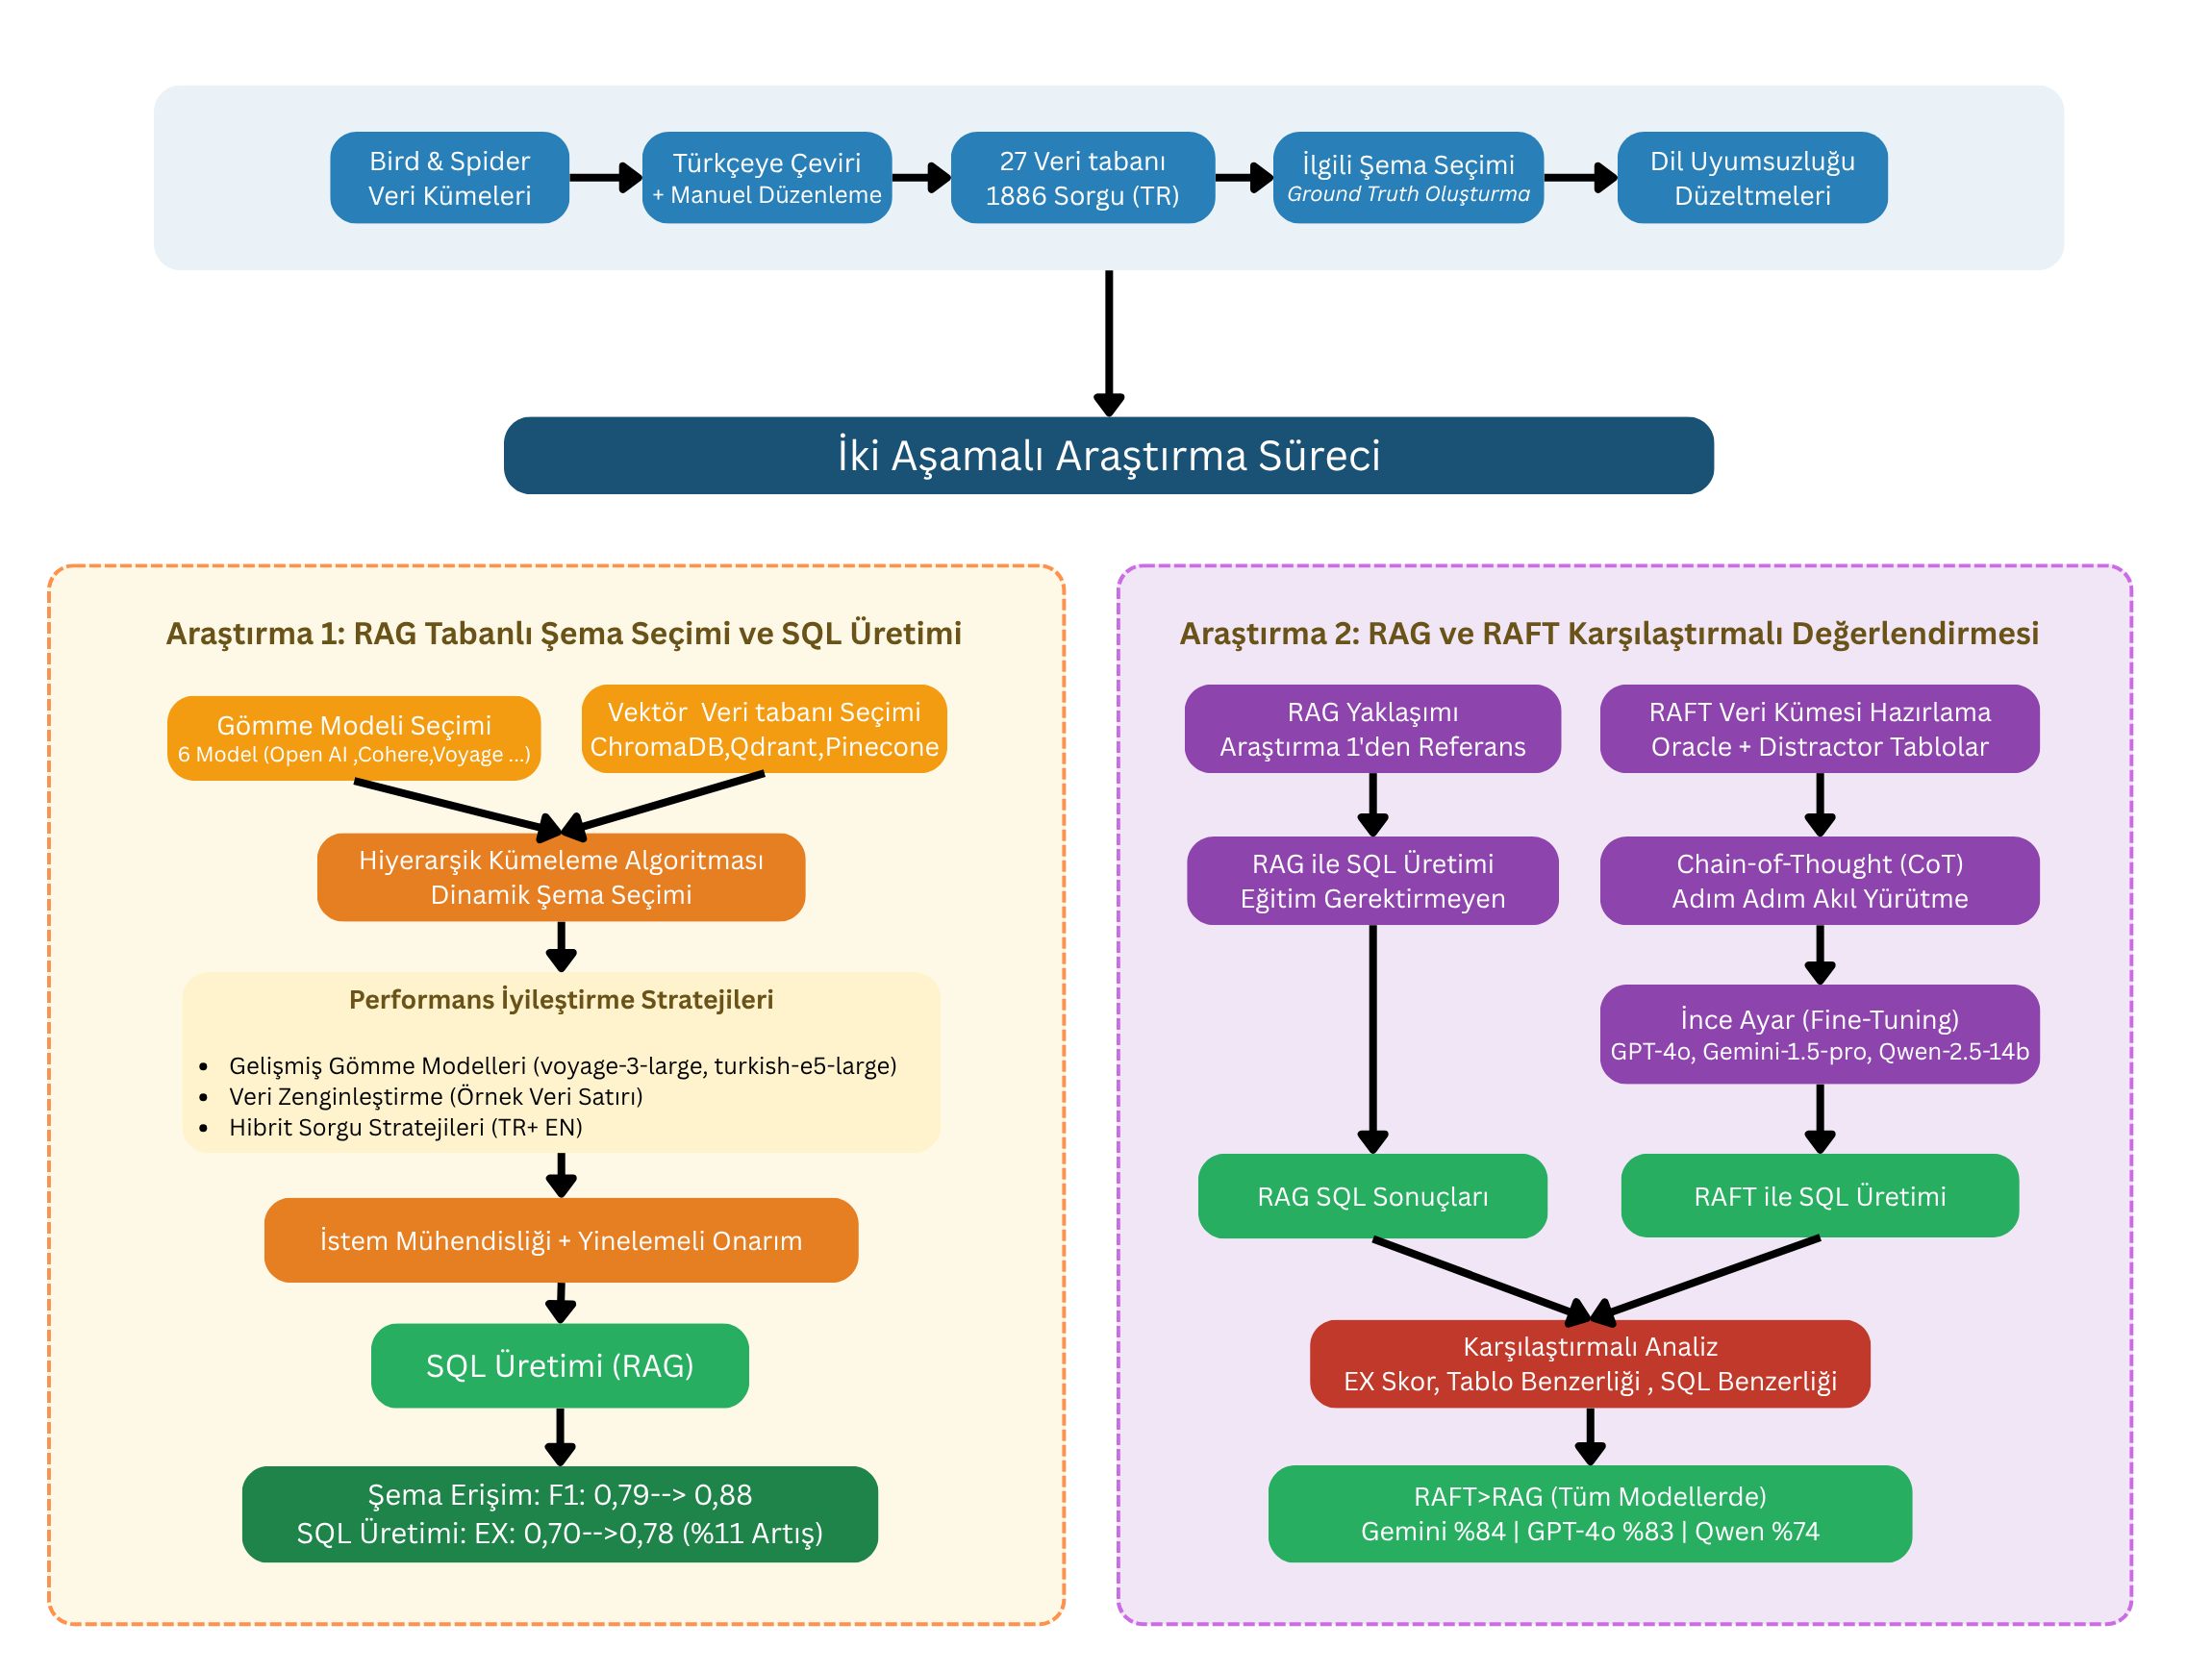 Bird & Spider
Veri Kümeleri
Türkçeye Çeviri
+ Manuel Düzenleme
27 Veri tabanı
1886 Sorgu (TR)
İlgili Şema Seçimi
Ground Truth Oluşturma
Dil Uyumsuzluğu
Düzeltmeleri
İki Aşamalı Araştırma Süreci
Araştırma 1: RAG Tabanlı Şema Seçimi ve SQL Üretimi
Gömme Modeli Seçimi
6 Model (Open AI ,Cohere,Voyage ...)
Vektör  Veri tabanı Seçimi
ChromaDB,Qdrant,Pinecone
Hiyerarşik Kümeleme Algoritması
Dinamik Şema Seçimi
Performans İyileştirme Stratejileri
• Gelişmiş Gömme Modelleri (voyage-3-large, turkish-e5-large)
• Veri Zenginleştirme (Örnek Veri Satırı)
• Hibrit Sorgu Stratejileri (TR+ EN)
İstem Mühendisliği + Yinelemeli Onarım
SQL Üretimi (RAG)
Şema Erişim: F1: 0,79--> 0,88
SQL Üretimi: EX: 0,70-->0,78 (%11 Artış)
Araştırma 2: RAG ve RAFT Karşılaştırmalı Değerlendirmesi
RAG Yaklaşımı
Araştırma 1'den Referans
RAFT Veri Kümesi Hazırlama
Oracle + Distractor Tablolar
RAG ile SQL Üretimi
Eğitim Gerektirmeyen
Chain-of-Thought (CoT)
Adım Adım Akıl Yürütme
İnce Ayar (Fine-Tuning)
GPT-4o, Gemini-1.5-pro, Qwen-2.5-14b
RAG SQL Sonuçları
RAFT ile SQL Üretimi
Karşılaştırmalı Analiz
EX Skor, Tablo Benzerliği , SQL Benzerliği
RAFT>RAG (Tüm Modellerde)
Gemini %84 | GPT-4o %83 | Qwen %74